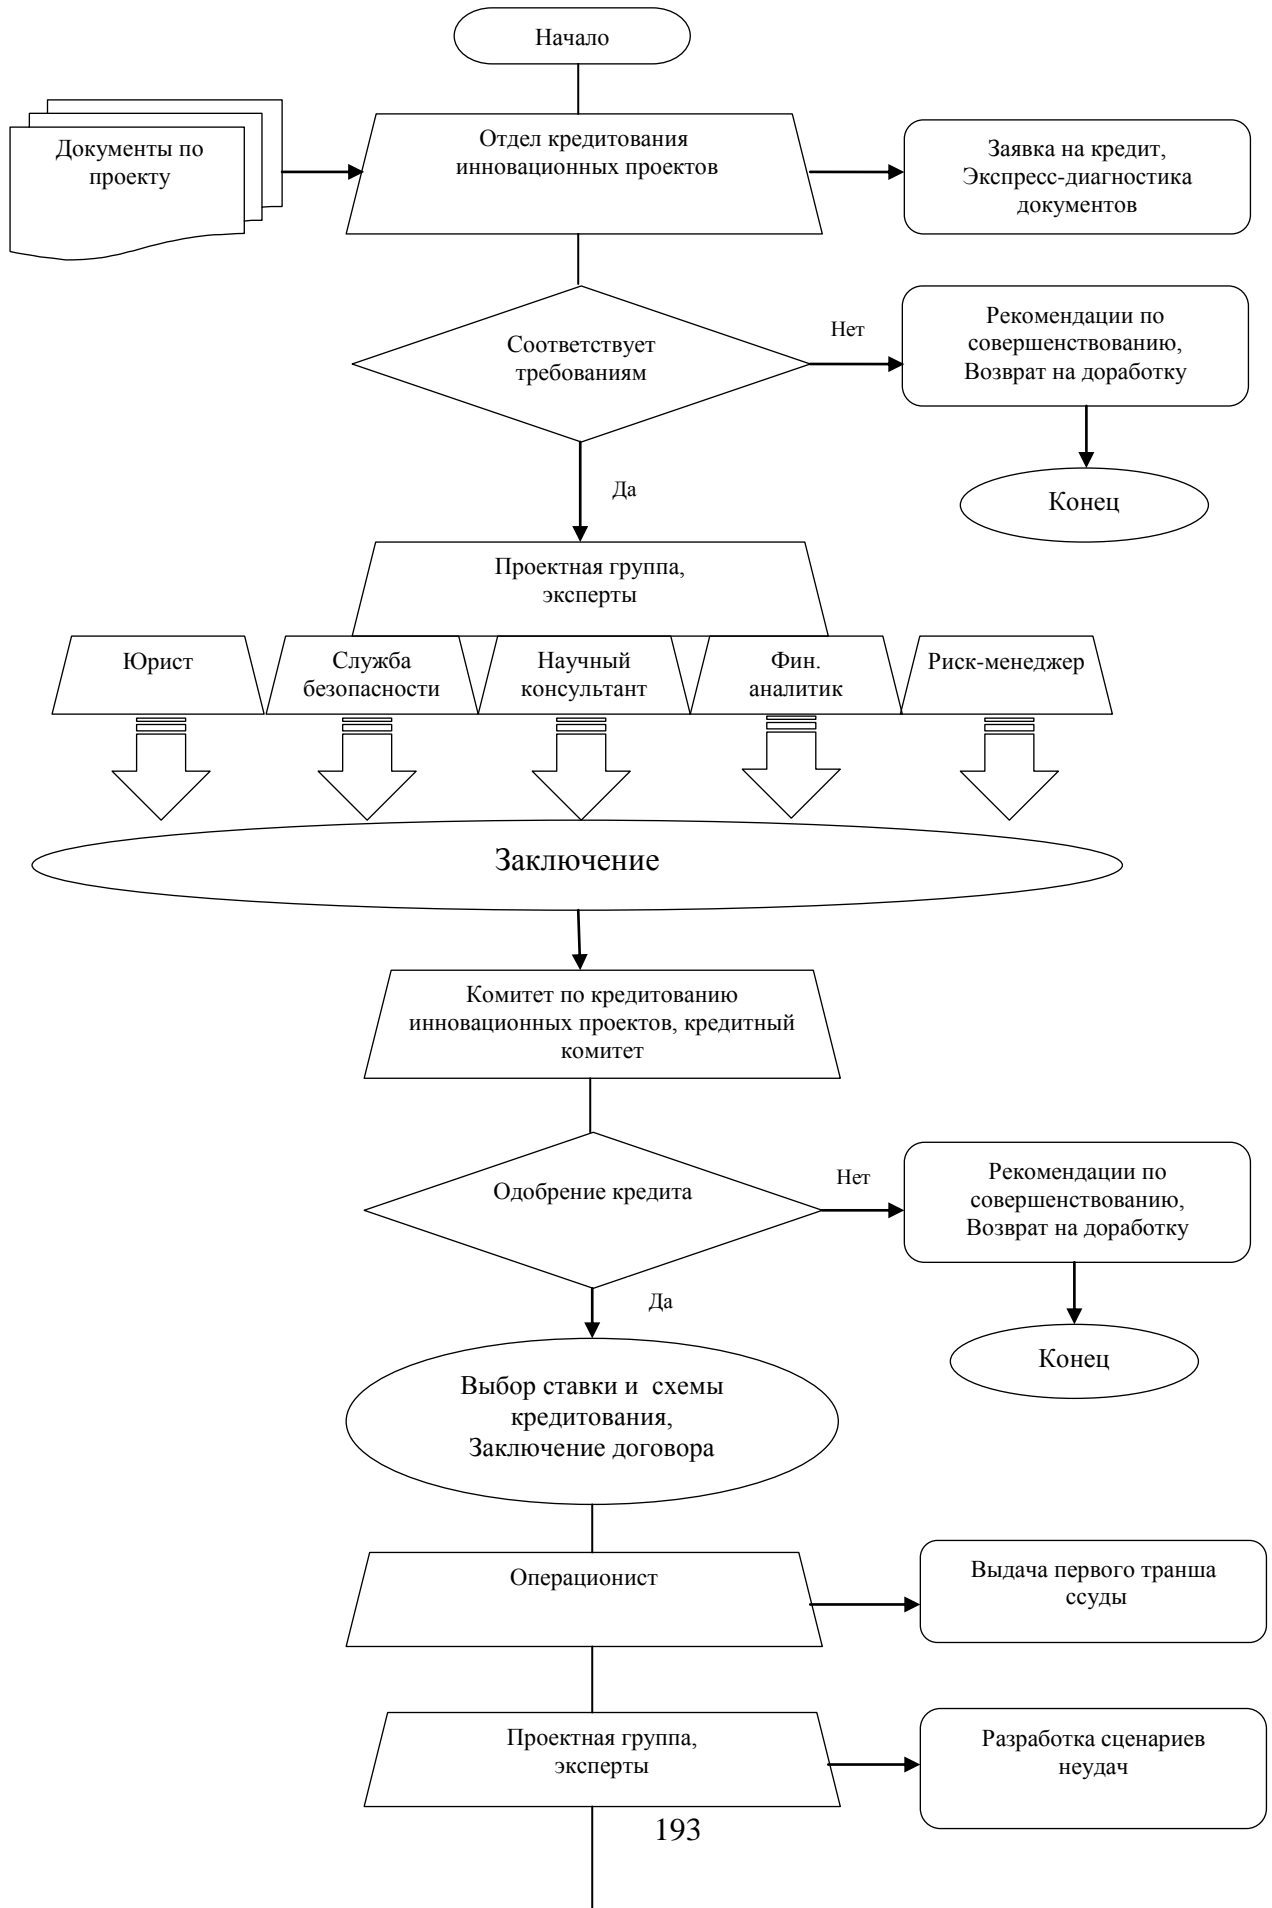 Начало
Документы по
проекту
Отдел кредитования
инновационных проектов
Заявка на кредит,
Экспресс-диагностика
документов
Соответствует
требованиям
Нет
Рекомендации по
совершенствованию,
Возврат на доработку
Да
Конец
Проектная группа,
эксперты
Юрист
Служба
безопасности
Научный
консультант
Фин.
аналитик
Риск-менеджер
Заключение
Комитет по кредитованию
инновационных проектов, кредитный
комитет
Одобрение кредита
Нет
Рекомендации по
совершенствованию,
Возврат на доработку
Да
Конец
Выбор ставки и схемы
кредитования,
Заключение договора
Операционист
Выдача первого транша
ссуды
Проектная группа,
эксперты
Разработка сценариев
неудач
193